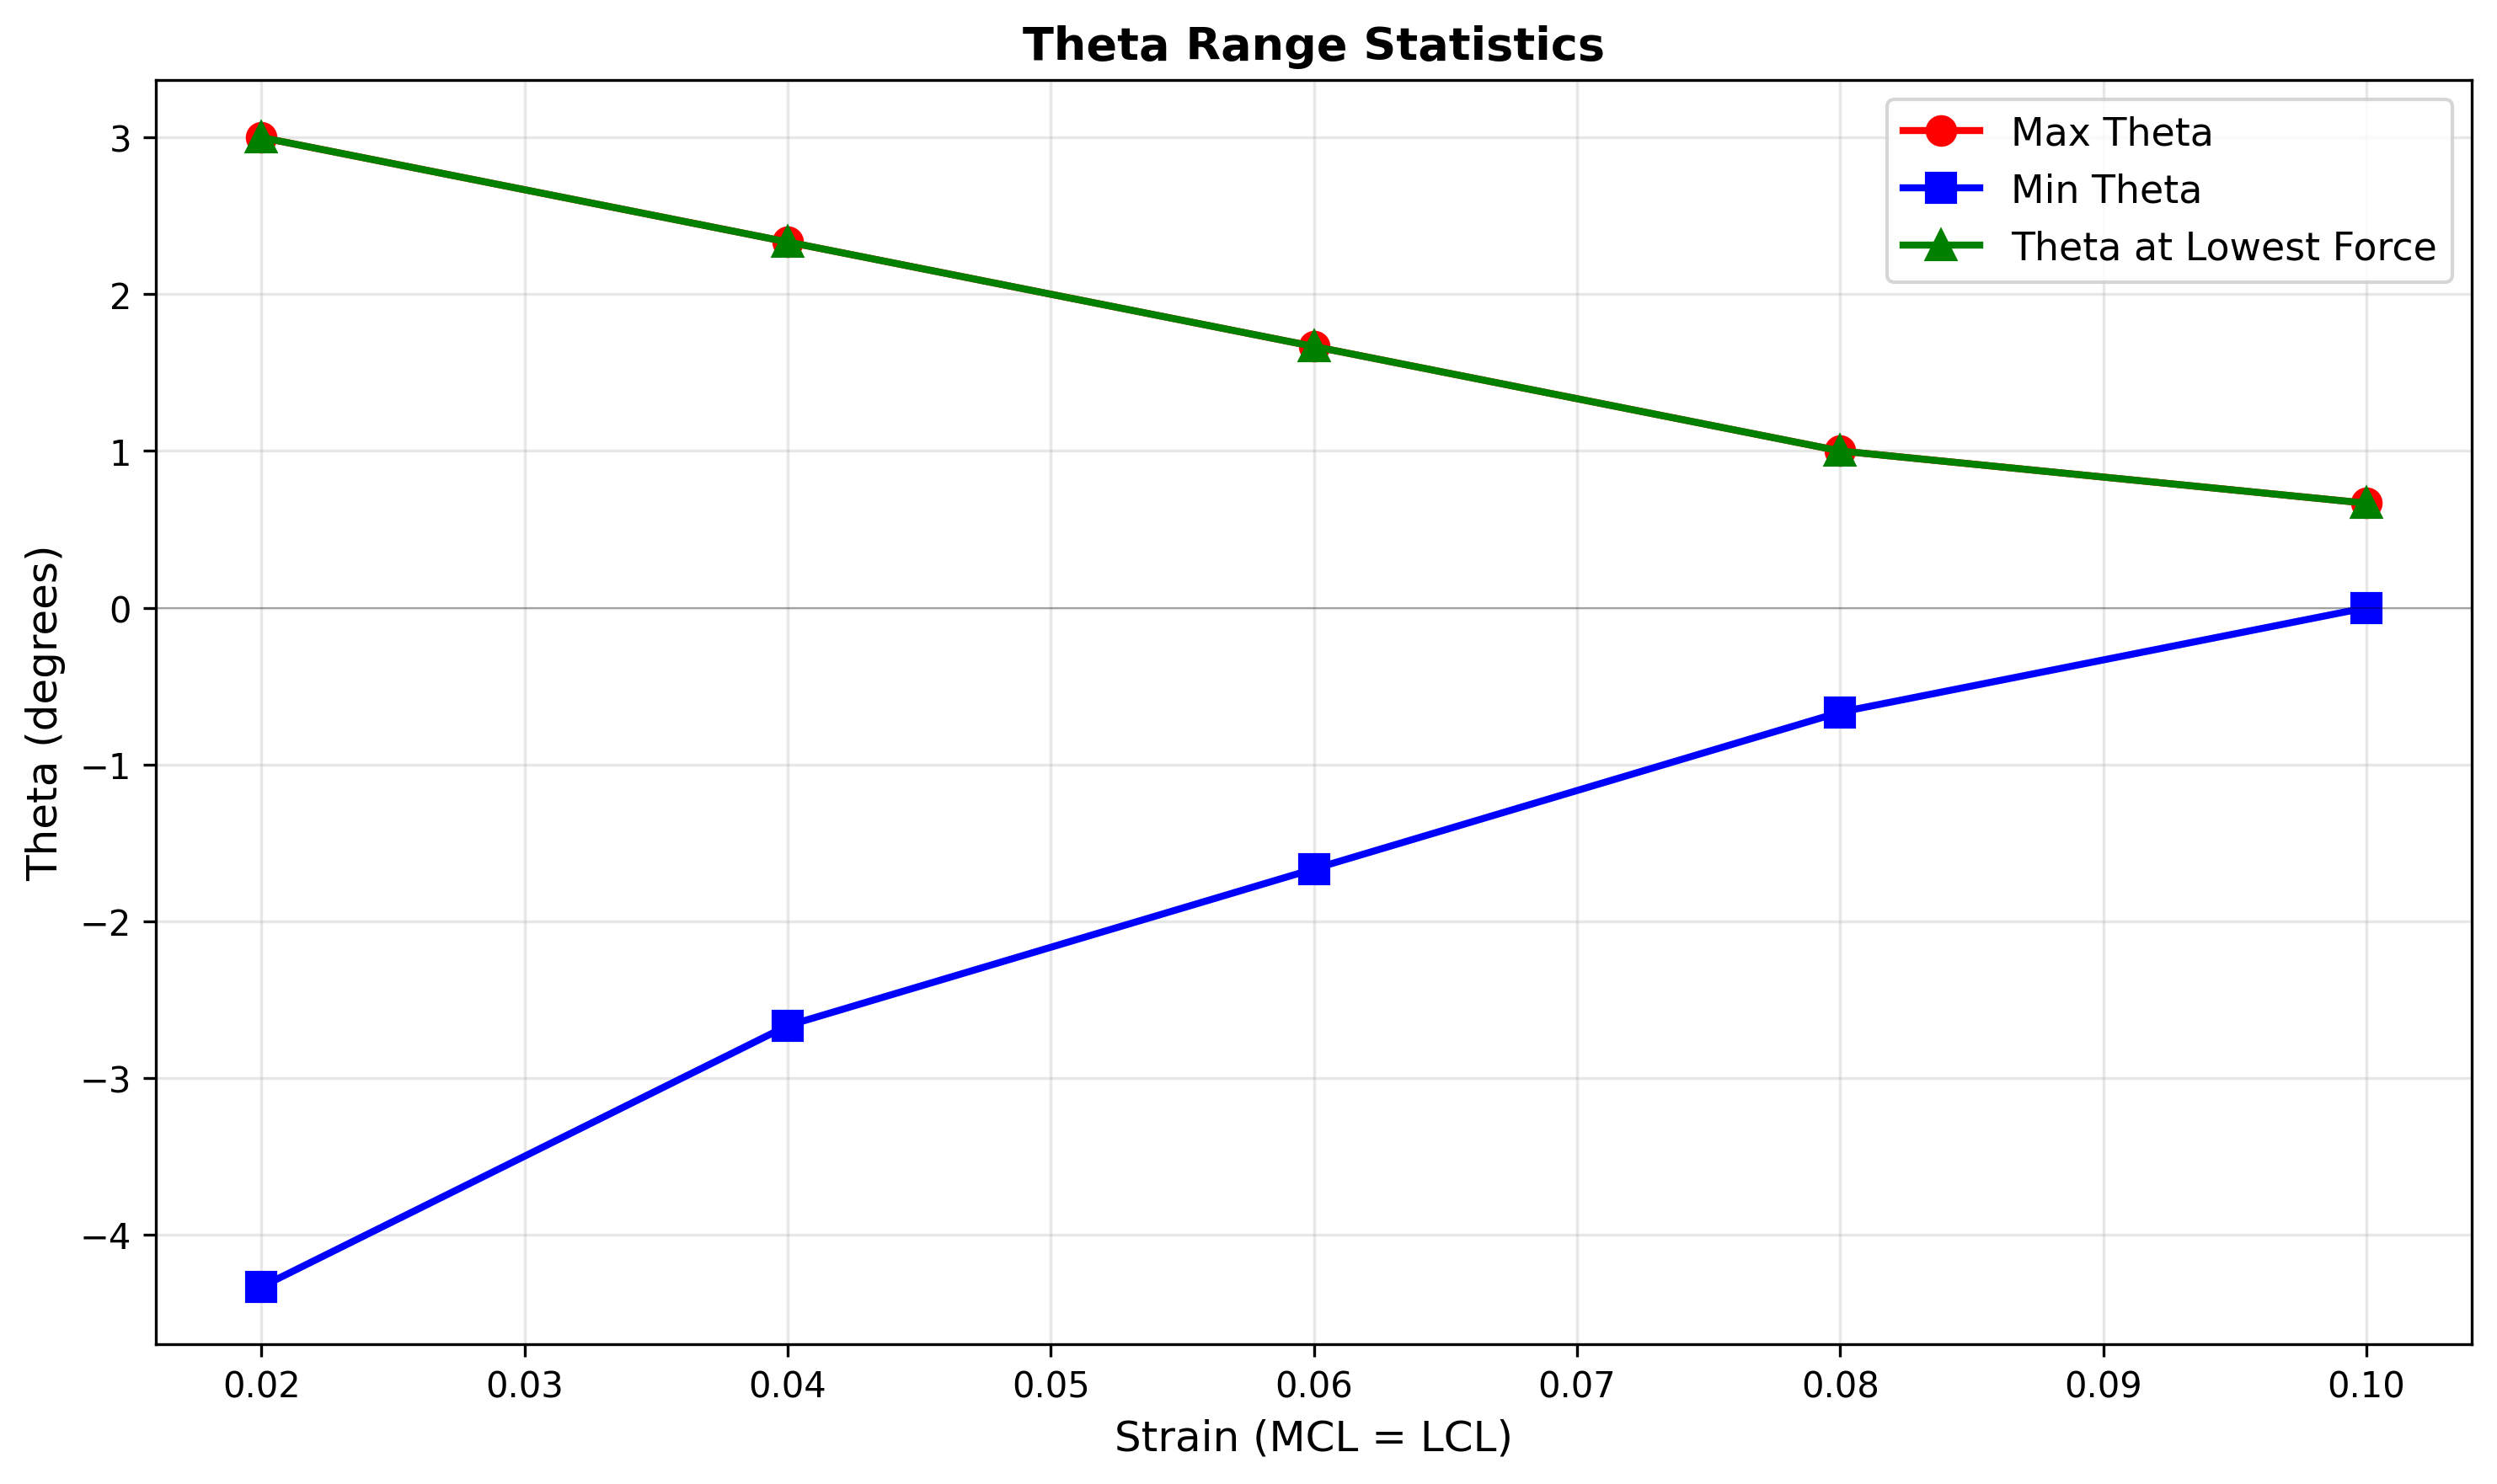 Theta Range Statistics
Max Theta
Min Theta
Theta at Lowest Force
Theta (degrees)
3
2
1
0
−1
−2
−3
−4
0.02 0.03 0.04 0.05 0.06 0.07 0.08 0.09 0.10
Strain (MCL = LCL)